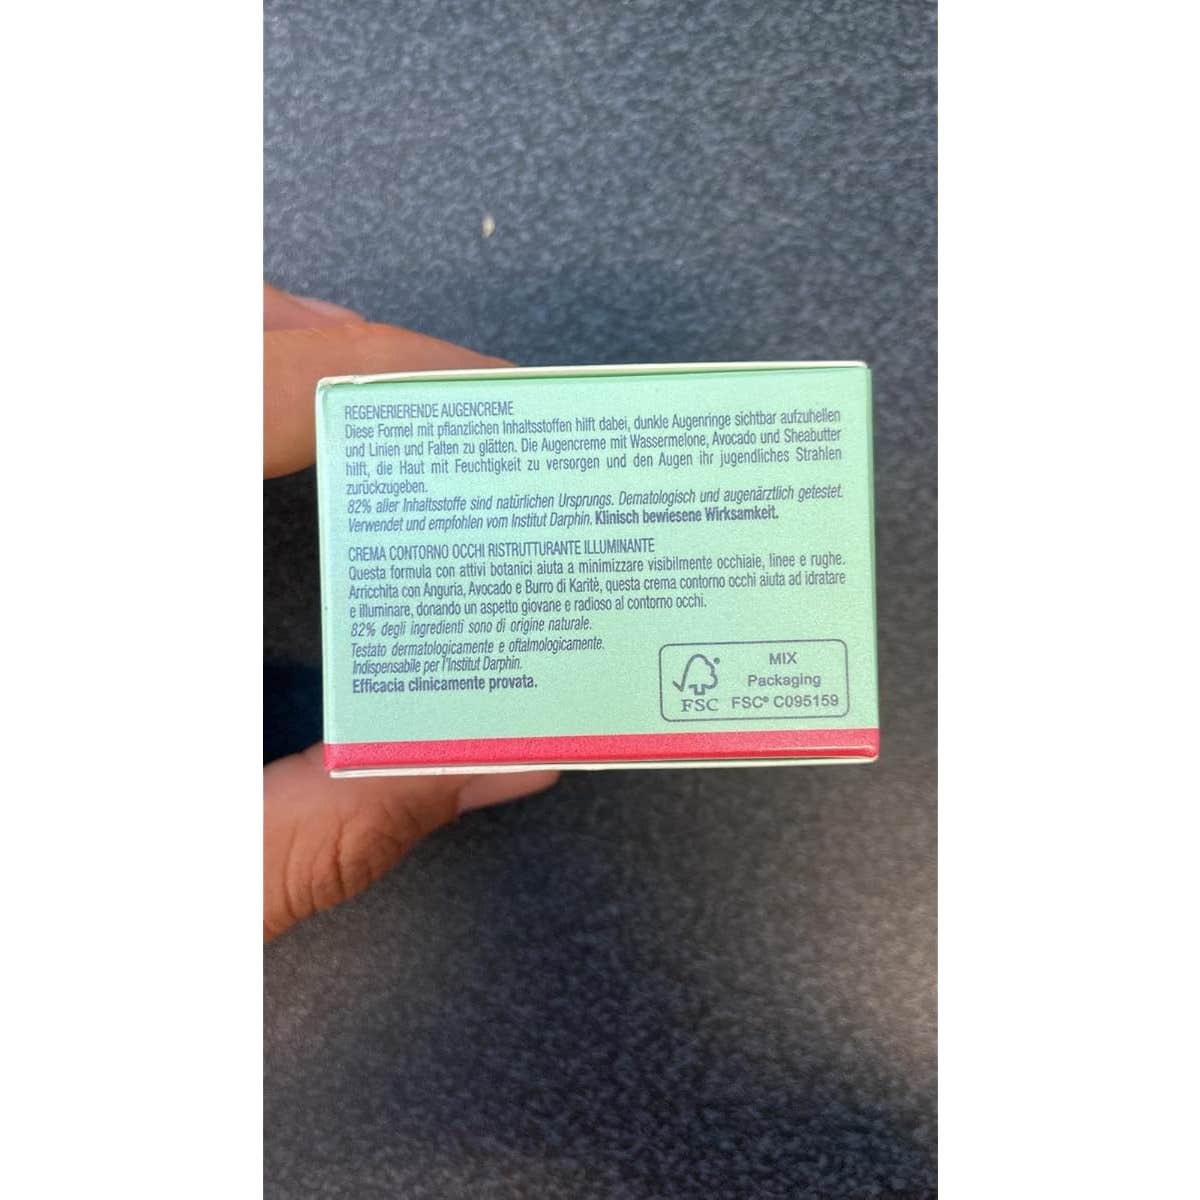 REGENERIERENDE AUGENCREME
Diese Formel mit pflanzlichen Inhaltsstoffen hilft dabei, dunkle Augenringe sichtbar aufzuhellen
und Linien und Falten zu glätten. Die Augencreme mit Wassermelone, Avocado und Sheabutter
hilft, die Haut mit Feuchtigkeit zu versorgen und den Augen ihr jugendliches Strahlen
zurückzugeben.
82% aller Inhaltsstoffe sind natürlichen Ursprungs. Dematologisch und augenärztlich getestet.
Verwendet und empfohlen vom Institut Darphin. Klinisch bewiesene Wirksamkeit.
CREMA CONTORNO OCCHI RISTRUTTURANTE ILLUMINANTE
Questa formula con attivi botanici aiuta a minimizzare visibilmente occhiaie, linee e rughe.
Arricchita con Anguria, Avocado e Burro di Karitè, questa crema contorno occhi aiuta ad idratare
e illuminare, donando un aspetto giovane e radioso al contorno occhi.
82% degli ingredienti sono di origine naturale.
Testato dermatologicamente e oftalmologicamente.
Indispensabile per l'Institut Darphin.
Efficacia clinicamente provata.
MIX
Packaging
FSC FSC® C095159